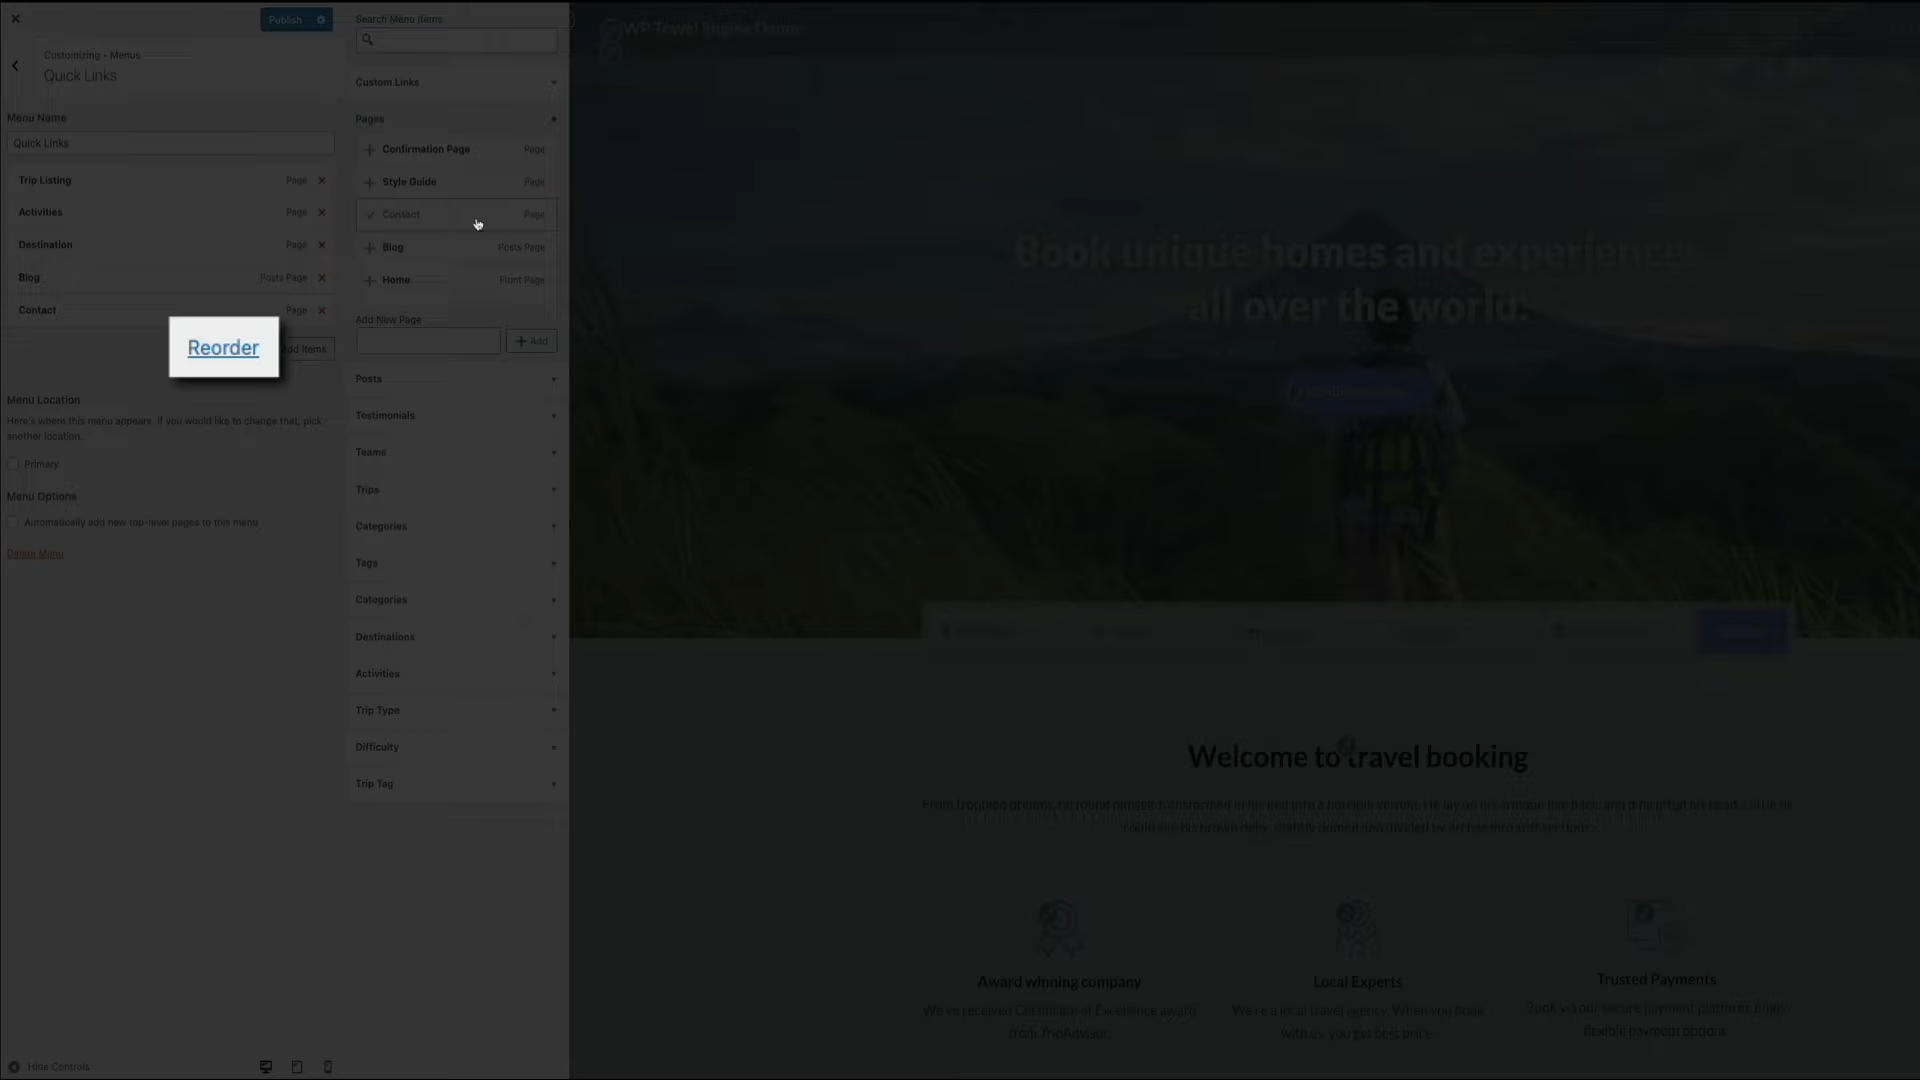 Publish
Customizing ▸ Menus
Quick Links
Menu Name
Quick Links
Trip Listing Page
Activities Page
Destination Page
Blog Posts Page
Contact Page
Reorder
Add Items
Menu Location
Here's where this menu appears. If you would like to change that, pick
another location.
Primary
Menu Options
Automatically add new top-level pages to this menu
Delete Menu
Hide Controls
Search Menu Items
Custom Links
Pages
Confirmation Page Page
Style Guide Page
Contact Page
Blog Posts Page
Home Front Page
Add New Page
Add
Posts
Testimonials
Teams
Trips
Categories
Tags
Categories
Destinations
Activities
Trip Type
Difficulty
Trip Tag
WP Travel Engine Demo
Book unique homes and experiences
all over the world.
Welcome to travel booking
Award winning company
We've received Certificate of Excellence award
from TripAdvisor.
Local Experts
We're a local travel agency. When you book
with us, you get best price
Trusted Payments
Book via our secure payment platform. Enjoy
flexible payment options.